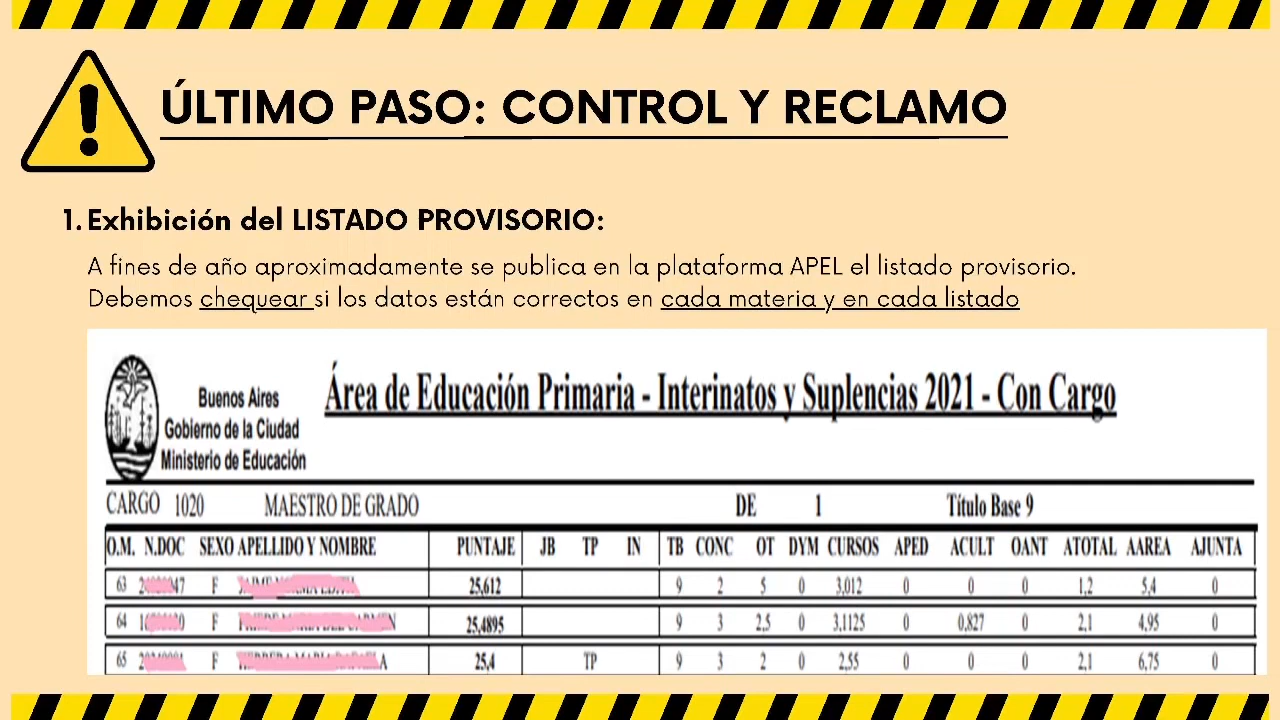 ÚLTIMO PASO: CONTROL Y RECLAMO
1. Exhibición del LISTADO PROVISORIO:
A fines de año aproximadamente se publica en la plataforma APEL el listado provisorio.
Debemos chequear si los datos están correctos en cada materia y en cada listado
Buenos Aires
Gobierno de la Ciudad
Ministerio de Educación
Área de Educación Primaria - Interinatos y Suplencias 2021 - Con Cargo
CARGO 1020 MAESTRO DE GRADO DE 1 Título Base 9
O.M. N.DOC SEXO APELLIDO Y NOMBRE PUNTAJE JB TP IN TB CONC OT DYM CURSOS APED ACULT OANT ATOTAL AAREA AJUNTA
63 F 25,612 9 2 5 0 3,012 0 0 0 1,2 5,4 0
64 F 25,4895 9 3 2,5 0 3,1125 0 0,827 0 2,1 4,95 0
65 F 25,4 TP 9 3 2 0 2,55 0 0 0 2,1 6,75 0